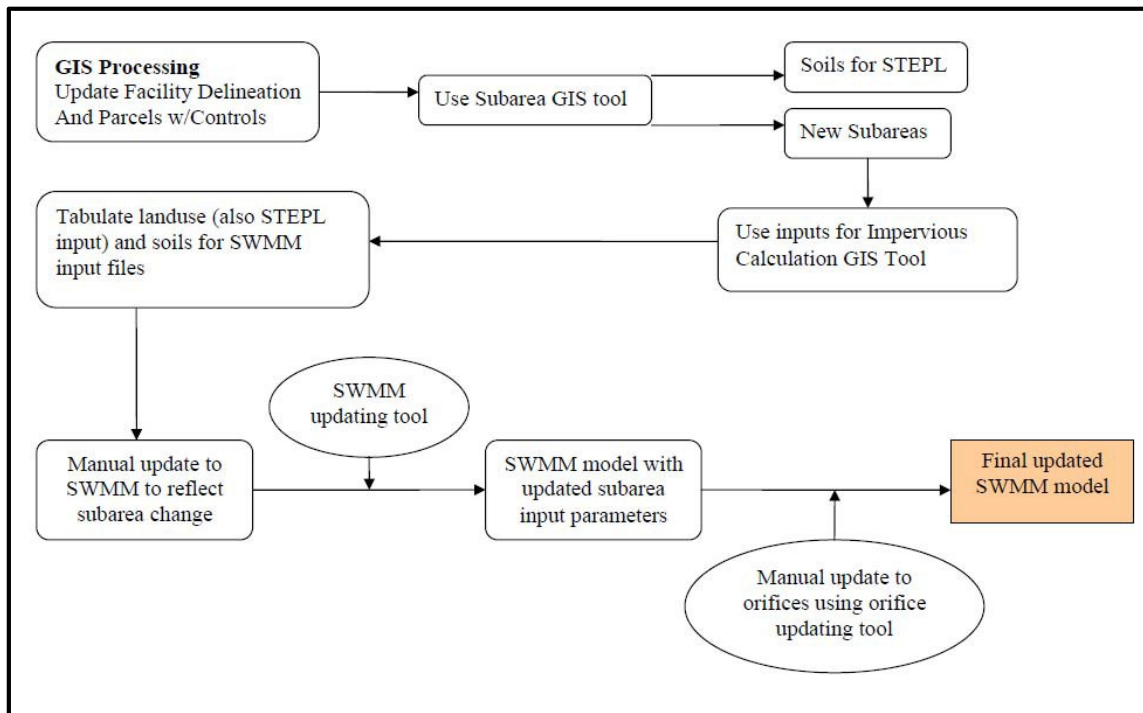 GIS Processing
Update Facility Delineation
And Parcels w/Controls
Use Subarea GIS tool
Soils for STEPL
New Subareas
Use inputs for Impervious
Calculation GIS Tool
Tabulate landuse (also STEPL
input) and soils for SWMM
input files
SWMM
updating tool
Manual update to
SWMM to reflect
subarea change
SWMM model with
updated subarea
input parameters
Final updated
SWMM model
Manual update to
orifices using orifice
updating tool